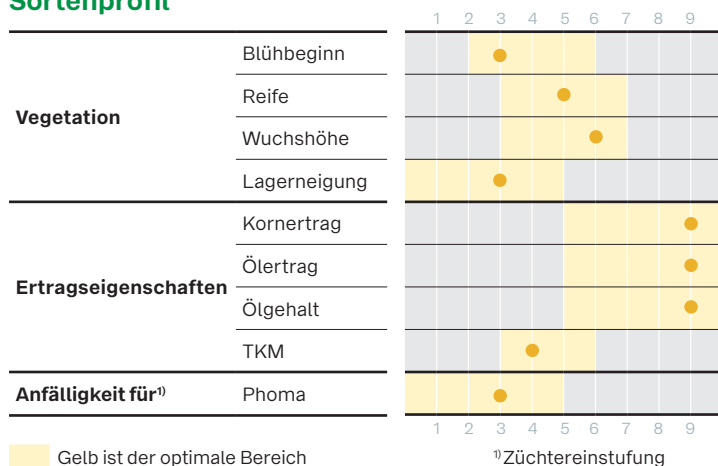 Sortenprofil
1 2 3 4 5 6 7 8 9
Vegetation
Blühbeginn
Reife
Wuchshöhe
Lagerneigung
Ertragseigenschaften
Kornertrag
Ölertrag
Ölgehalt
TKM
Anfälligkeit für¹⁾ Phoma
1 2 3 4 5 6 7 8 9
Gelb ist der optimale Bereich
¹⁾ Züchtereinstufung